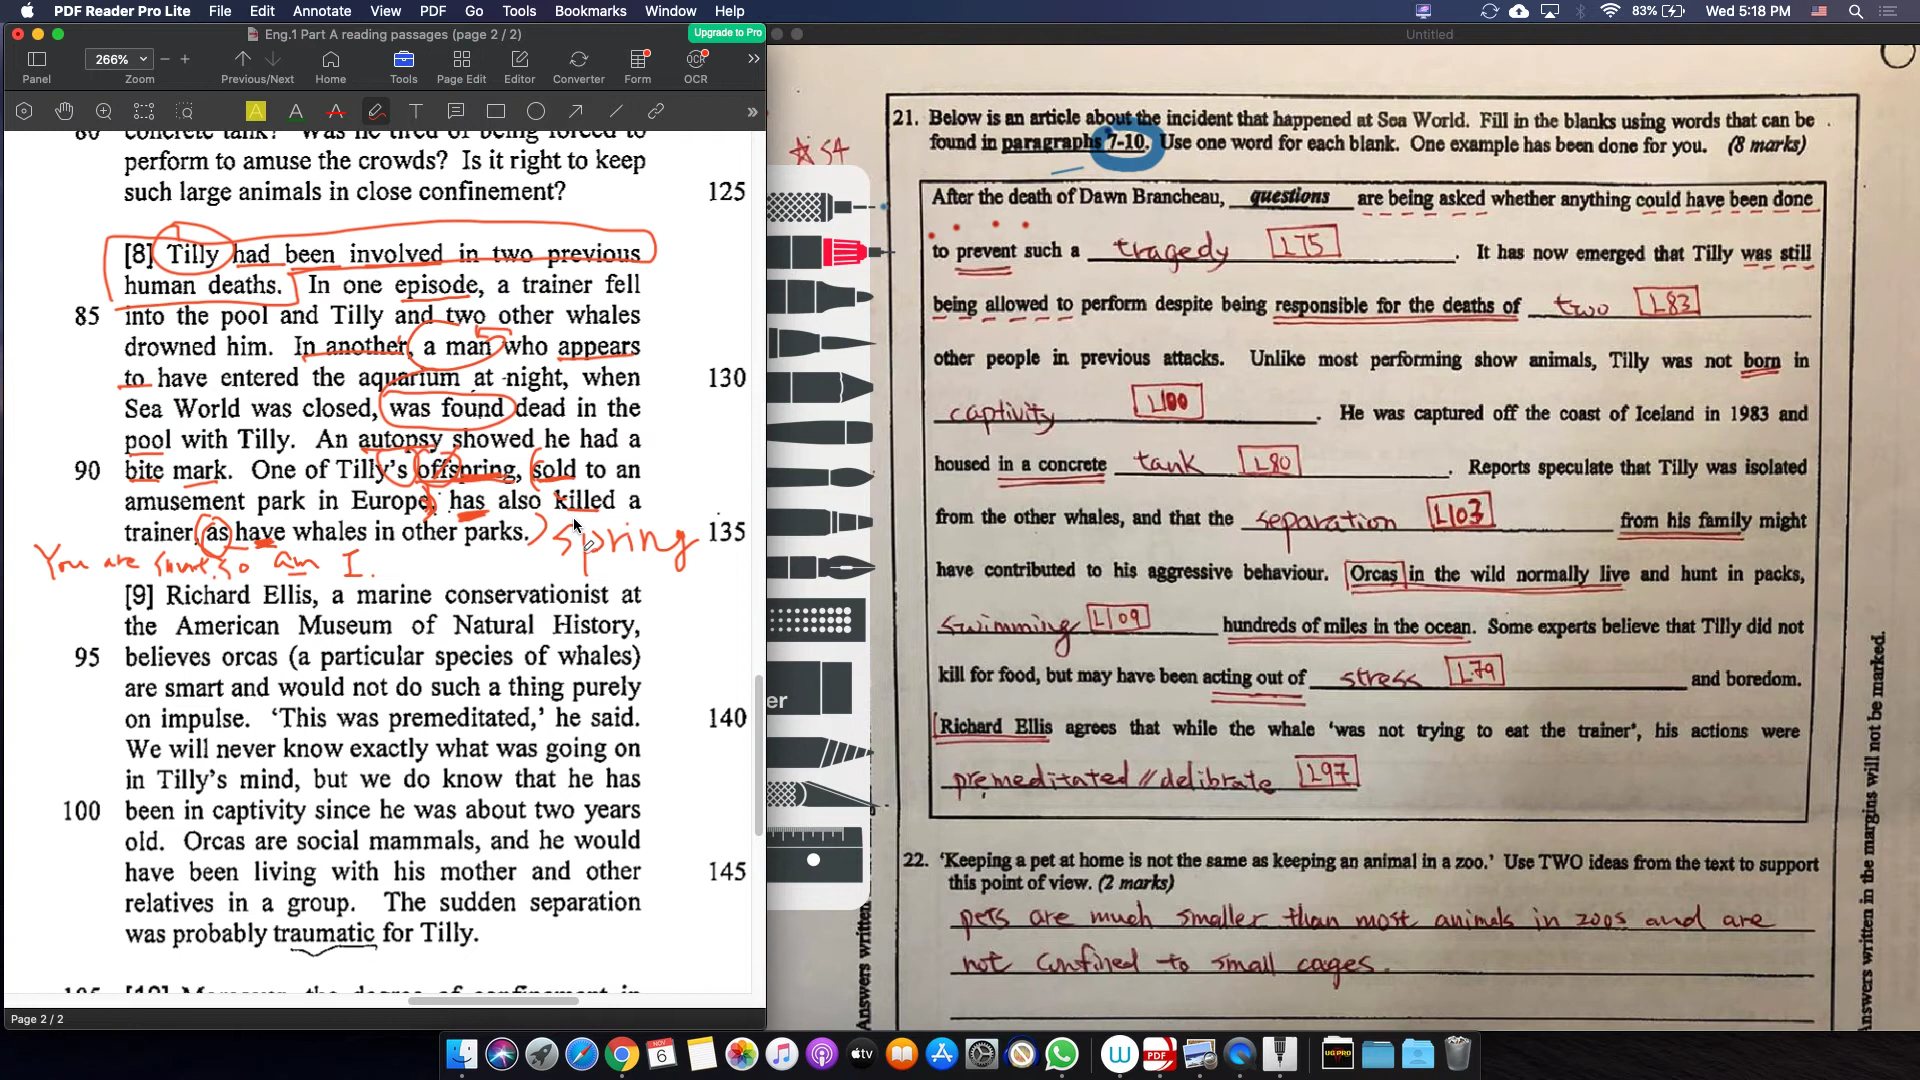 PDF Reader Pro Lite File Edit Annotate View PDF Go Tools Bookmarks Window Help 83% Wed 5:18 PM
Eng.1 Part A reading passages (page 2 / 2)
Upgrade to Pro
Untitled
266%
Panel Zoom Previous/Next Home Tools Page Edit Editor Converter Form OCR
80 concrete tank? Was he tired of being forced to
perform to amuse the crowds? Is it right to keep
such large animals in close confinement? 125
[8] Tilly had been involved in two previous
human deaths. In one episode, a trainer fell
85 into the pool and Tilly and two other whales
drowned him. In another, a man who appears
to have entered the aquarium at night, when 130
Sea World was closed, was found dead in the
pool with Tilly. An autopsy showed he had a
90 bite mark. One of Tilly's offspring, sold to an
amusement park in Europe, has also killed a
trainer, as have whales in other parks. 135
spring
You are smart, so am I.
[9] Richard Ellis, a marine conservationist at
the American Museum of Natural History,
95 believes orcas (a particular species of whales)
are smart and would not do such a thing purely
on impulse. 'This was premeditated,' he said. 140
We will never know exactly what was going on
in Tilly's mind, but we do know that he has
100 been in captivity since he was about two years
old. Orcas are social mammals, and he would
have been living with his mother and other 145
relatives in a group. The sudden separation
was probably traumatic for Tilly.
Page 2 / 2
er
54
21. Below is an article about the incident that happened at Sea World. Fill in the blanks using words that can be
found in paragraphs 7-10. Use one word for each blank. One example has been done for you. (8 marks)
After the death of Dawn Brancheau, questions are being asked whether anything could have been done
to prevent such a tragedy L75 . It has now emerged that Tilly was still
being allowed to perform despite being responsible for the deaths of two L83
other people in previous attacks. Unlike most performing show animals, Tilly was not born in
captivity L100 . He was captured off the coast of Iceland in 1983 and
housed in a concrete tank L80 . Reports speculate that Tilly was isolated
from the other whales, and that the separation L103 from his family might
have contributed to his aggressive behaviour. Orcas in the wild normally live and hunt in packs,
swimming L109 hundreds of miles in the ocean. Some experts believe that Tilly did not
kill for food, but may have been acting out of stress L79 and boredom.
Richard Ellis agrees that while the whale 'was not trying to eat the trainer', his actions were
premeditated // delibrate L97
22. 'Keeping a pet at home is not the same as keeping an animal in a zoo.' Use TWO ideas from the text to support
this point of view. (2 marks)
pets are much smaller than most animals in zoos and are
not confined to small cages.
Answers written
Answers written in the margins will not be marked.
NOV
6
tv
PDF